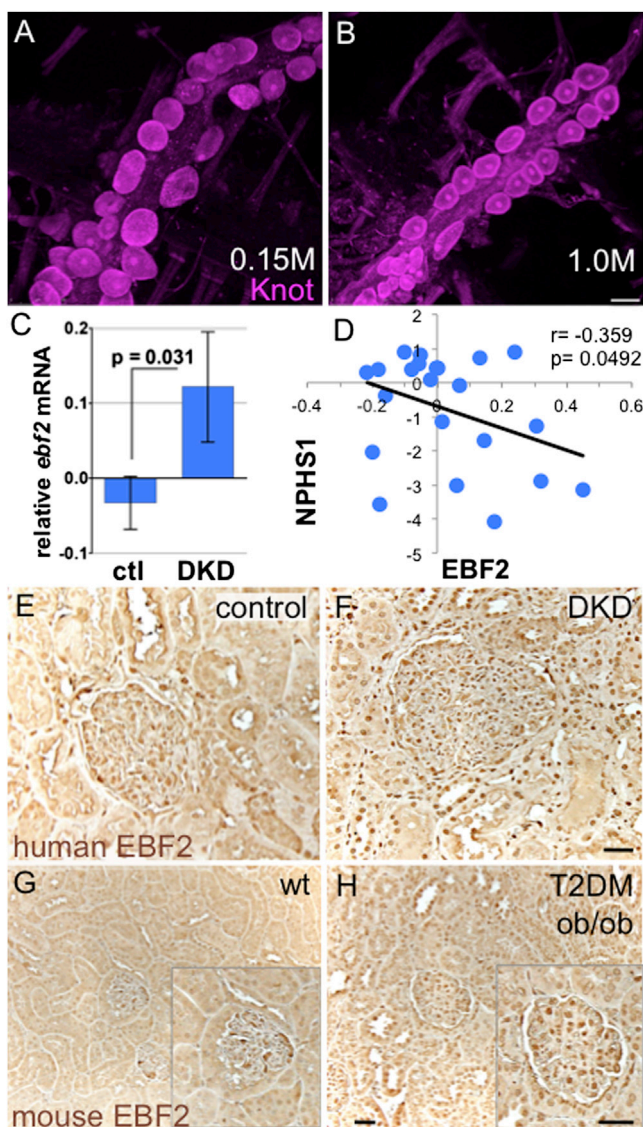 A
0.15M
Knot
B
1.0M
C
relative ebf2 mRNA
0.2
0.1
0.0
-0.1
p = 0.031
ctl
DKD
D
r= -0.359
p= 0.0492
2
1
0
-1
-2
-3
-4
-5
-0.4 -0.2 0 0.2 0.4 0.6
NPHS1
EBF2
E
control
human EBF2
F
DKD
G
wt
mouse EBF2
H
T2DM
ob/ob